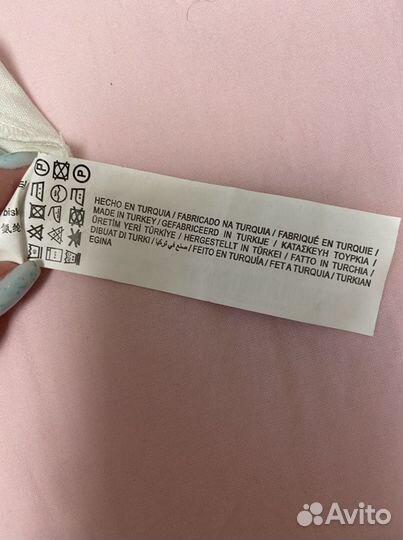 HECHO EN TURQUIA / FABRICADO NA TURQUIA / FABRIQUÉ EN TURQUIE /
MADE IN TURKEY / GEFABRICEERD IN TURKIJE / ΚΑΤΑΣΚΕΥΗ ΤΟΥΡΚΙΑ /
ÜRETİM YERİ TÜRKİYE / HERGESTELLT IN TÜRKEI / FATTO IN TURCHIA /
DIBUAT DI TURKI / صنع في تركيا / FEITO EN TURQUÍA / FET A TURQUIA / TURKIAN
EGINA
P
P
Avito